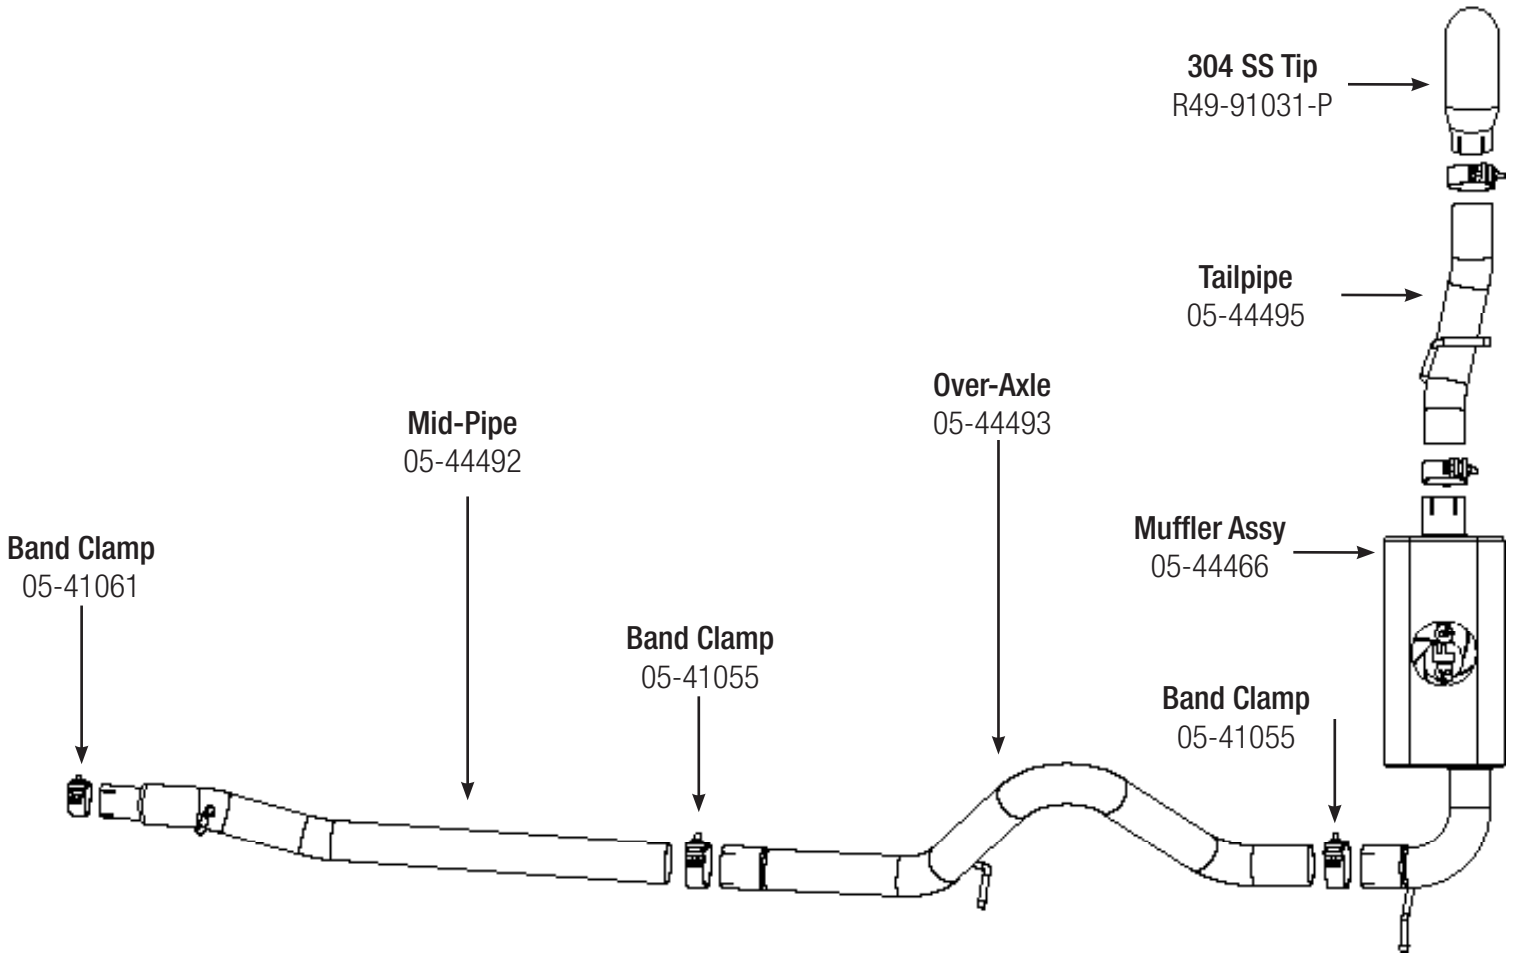 304 SS Tip
R49-91031-P
Tailpipe
05-44495
Over-Axle
05-44493
Mid-Pipe
05-44492
Muffler Assy
05-44466
Band Clamp
05-41061
Band Clamp
05-41055
Band Clamp
05-41055
aFe